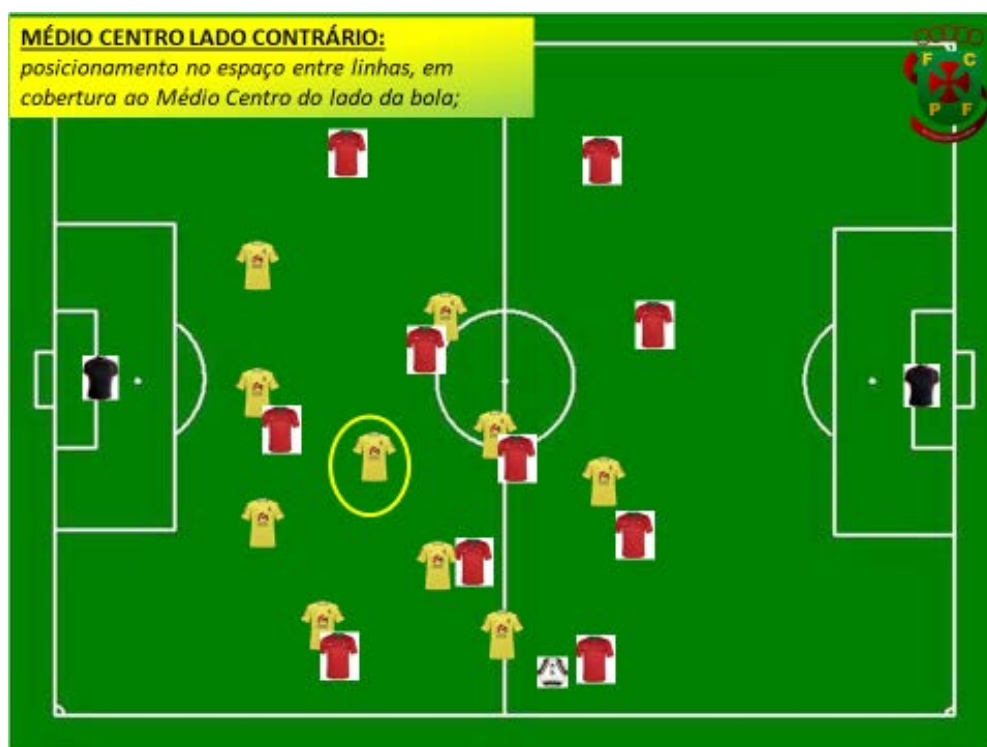 MÉDIO CENTRO LADO CONTRÁRIO:
posicionamento no espaço entre linhas, em
cobertura ao Médio Centro do lado da bola;
F C
P F